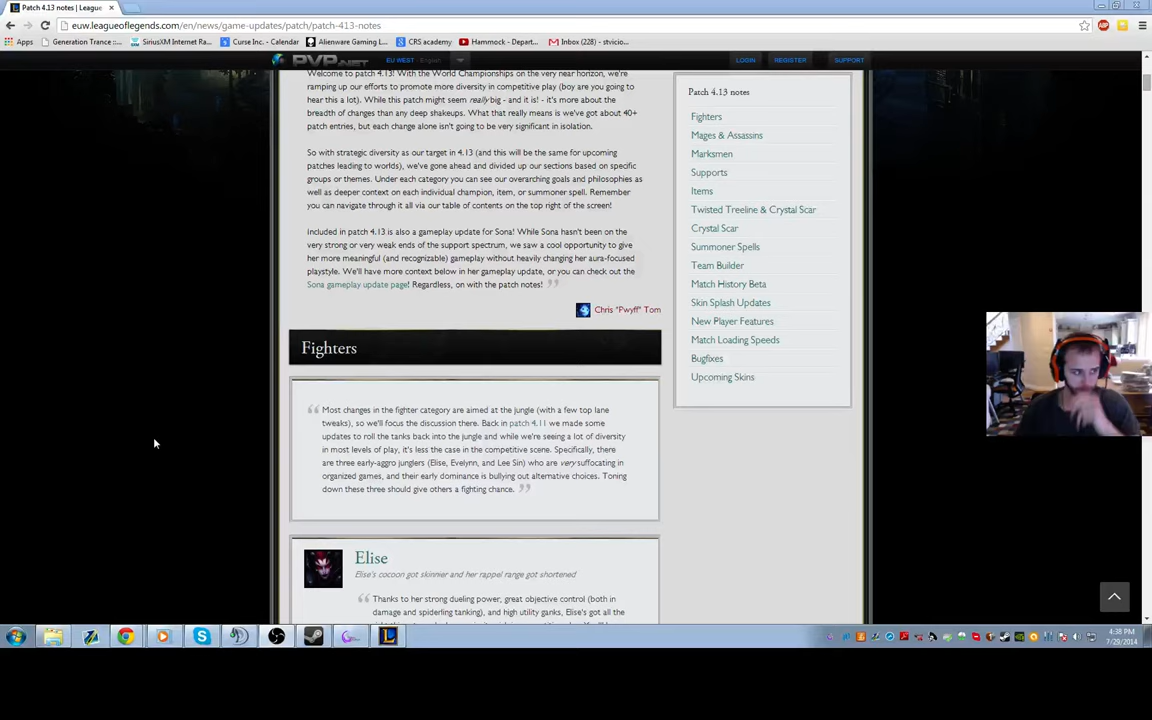 Patch 4.13 notes | League
euw.leagueoflegends.com/en/news/game-updates/patch/patch-413-notes
Apps
Generation Trance ::...
SiriusXM Internet Ra...
Curse Inc. - Calendar
Alienware Gaming L...
CRS academy
Hammock - Depart...
Inbox (228) - stvicio...
PVP.NET
EU WEST
English
LOGIN
REGISTER
SUPPORT
Welcome to patch 4.13! With the World Championships on the very near horizon, we're
ramping up our efforts to promote more diversity in competitive play (boy are you going to
hear this a lot). While this patch might seem really big - and it is! - it's more about the
breadth of changes than any deep shakeups. What that really means is we've got about 40+
patch entries, but each change alone isn't going to be very significant in isolation.
So with strategic diversity as our target in 4.13 (and this will be the same for upcoming
patches leading to worlds), we've gone ahead and divided up our sections based on specific
groups or themes. Under each category you can see our overarching goals and philosophies as
well as deeper context on each individual champion, item, or summoner spell. Remember
you can navigate through it all via our table of contents on the top right of the screen!
Included in patch 4.13 is also a gameplay update for Sona! While Sona hasn't been on the
very strong or very weak ends of the support spectrum, we saw a cool opportunity to give
her more meaningful (and recognizable) gameplay without heavily changing her aura-focused
playstyle. We'll have more context below in her gameplay update, or you can check out the
Sona gameplay update page! Regardless, on with the patch notes!
Chris "Pwyff" Tom
Fighters
Most changes in the fighter category are aimed at the jungle (with a few top lane
tweaks), so we'll focus the discussion there. Back in patch 4.11 we made some
updates to roll the tanks back into the jungle and while we're seeing a lot of diversity
in most levels of play, it's less the case in the competitive scene. Specifically, there
are three early-aggro junglers (Elise, Evelynn, and Lee Sin) who are very suffocating in
organized games, and their early dominance is bullying out alternative choices. Toning
down these three should give others a fighting chance.
Elise
Elise's cocoon got skinnier and her rappel range got shortened
Thanks to her strong dueling power, great objective control (both in
damage and spiderling tanking), and high utility ganks, Elise's got all the
Patch 4.13 notes
Fighters
Mages & Assassins
Marksmen
Supports
Items
Twisted Treeline & Crystal Scar
Crystal Scar
Summoner Spells
Team Builder
Match History Beta
Skin Splash Updates
New Player Features
Match Loading Speeds
Bugfixes
Upcoming Skins
4:38 PM
7/29/2014